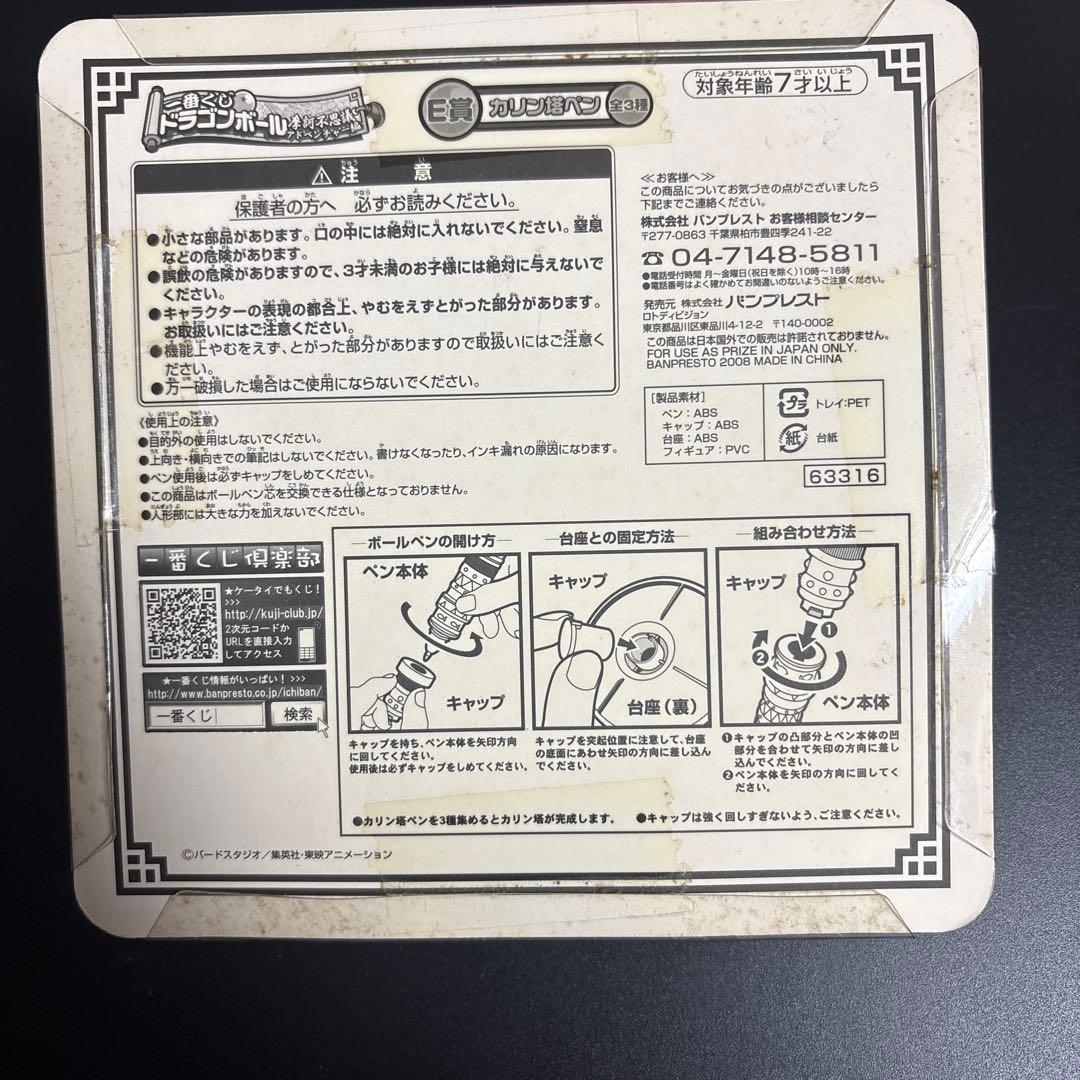 一番くじ
ドラゴンボール
摩訶不思議
アドベンチャー編
E賞 カリン塔ペン 全3種
対象年齢7才以上
⚠注 意
保護者の方へ 必ずお読みください。
●小さな部品があります。口の中には絶対に入れないでください。窒息
などの危険があります。
●誤飲の危険がありますので、3才未満のお子様には絶対に与えないで
ください。
●キャラクターの表現の都合上、やむをえずとがった部分があります。
お取扱いにはご注意ください。
●機能上やむをえず、とがった部分がありますので取扱いにはご注意く
ださい。
●万一破損した場合はご使用にならないでください。
≪お客様へ≫
この商品についてお気づきの点がございましたら
下記までご連絡ください。
株式会社 バンプレスト お客様相談センター
〒277-0863 千葉県柏市豊四季241-22
☎04-7148-5811
●電話受付時間 月～金曜日(祝日を除く)10時～16時
●電話番号はよく確かめてお間違いのないようご注意ください。
発売元 株式会社 バンプレスト
ロトディビジョン
東京都品川区東品川4-12-2 〒140-0002
この商品は日本国外での販売は許諾されておりません。
FOR USE AS PRIZE IN JAPAN ONLY.
BANPRESTO 2008 MADE IN CHINA
[製品素材]
ペン：ABS
キャップ：ABS
台座：ABS
フィギュア：PVC
プラ トレイ:PET
紙 台紙
63316
《使用上の注意》
●目的外の使用はしないでください。
●上向き・横向きでの筆記はしないでください。書けなくなったり、インキ漏れの原因になります。
●ペン使用後は必ずキャップをしめてください。
●この商品はボールペン芯を交換できる仕様となっておりません。
●人形部には大きな力を加えないでください。
一番くじ倶楽部
★ケータイでもくじ！
>>>
http://kuji-club.jp/
2次元コードか
URLを直接入力
してアクセス
★一番くじ情報がいっぱい！>>>
http://www.banpresto.co.jp/ichiban/
一番くじ 検索
ボールペンの開け方
ペン本体
キャップ
キャップを持ち、ペン本体を矢印方向
に回してください。
使用後は必ずキャップをしめてください。
台座との固定方法
キャップ
台座（裏）
キャップを突起位置に注意して、台座
の底面にあわせ矢印の方向に差し込ん
でください。
組み合わせ方法
キャップ
❶
❷
ペン本体
❶キャップの凸部分とペン本体の凹
部分を合わせて矢印の方向に差し
込んでください。
❷ペン本体を矢印の方向に回してく
ださい。
●カリン塔ペンを3種集めるとカリン塔が完成します。 ●キャップは強く回しすぎないよう、ご注意ください。
©バードスタジオ／集英社・東映アニメーション